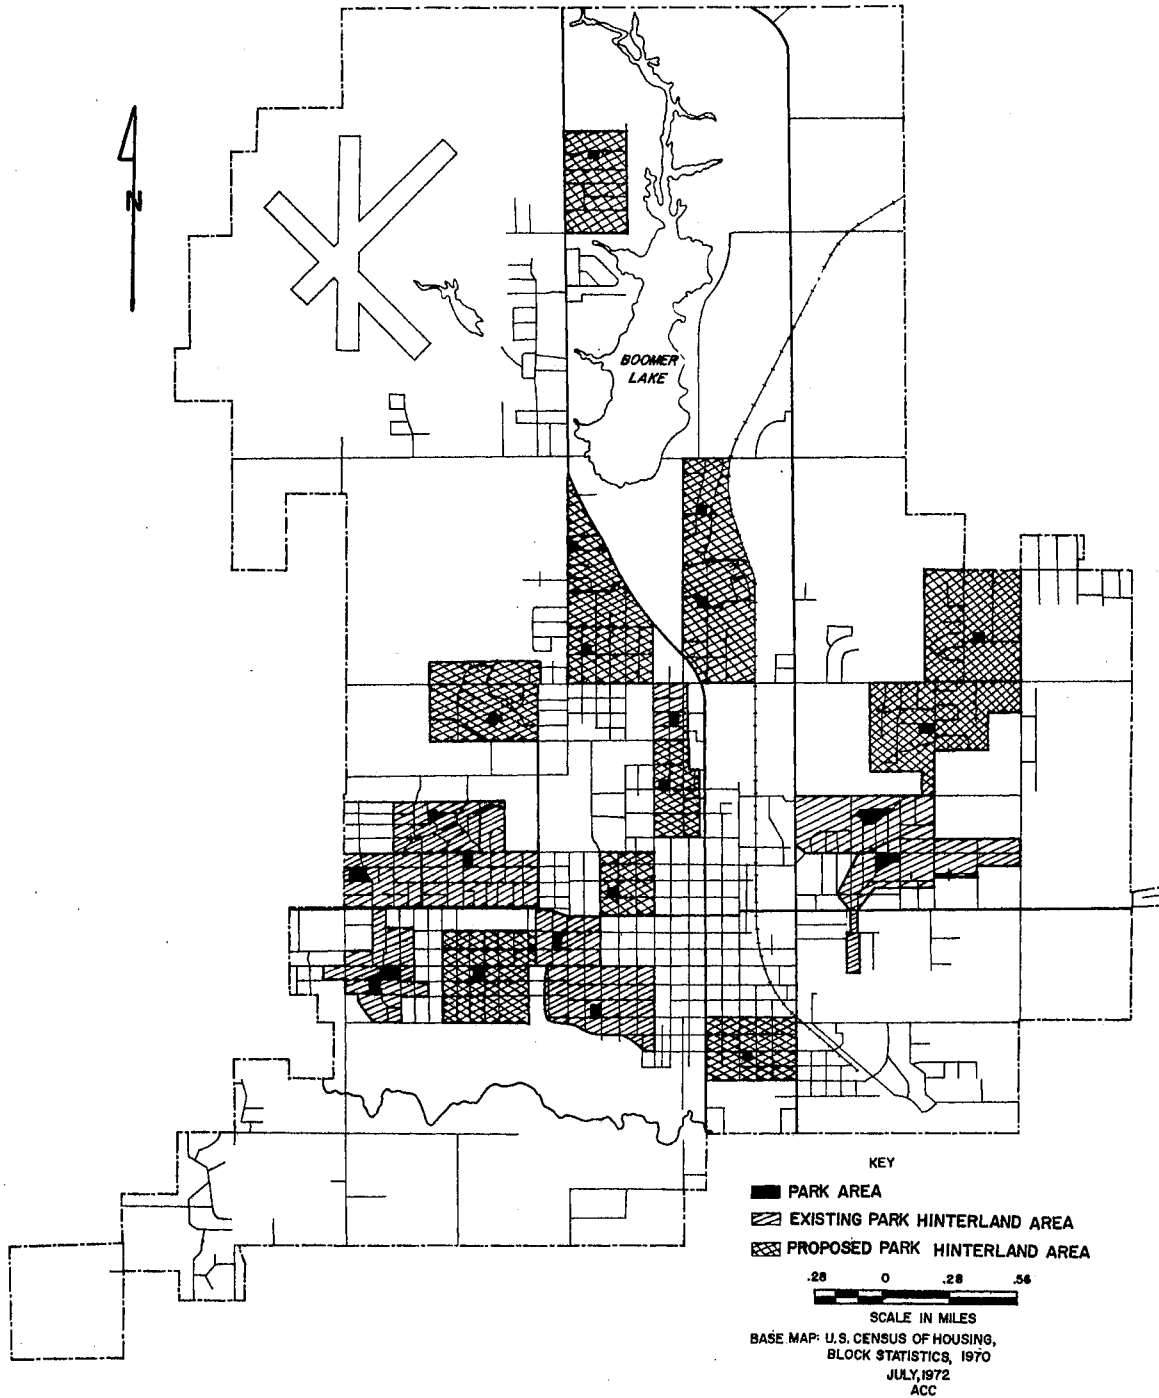 N
BOOMER
LAKE
KEY
PARK AREA
EXISTING PARK HINTERLAND AREA
PROPOSED PARK HINTERLAND AREA
.28 0 .28 .56
SCALE IN MILES
BASE MAP: U.S. CENSUS OF HOUSING,
BLOCK STATISTICS, 1970
JULY,1972
ACC